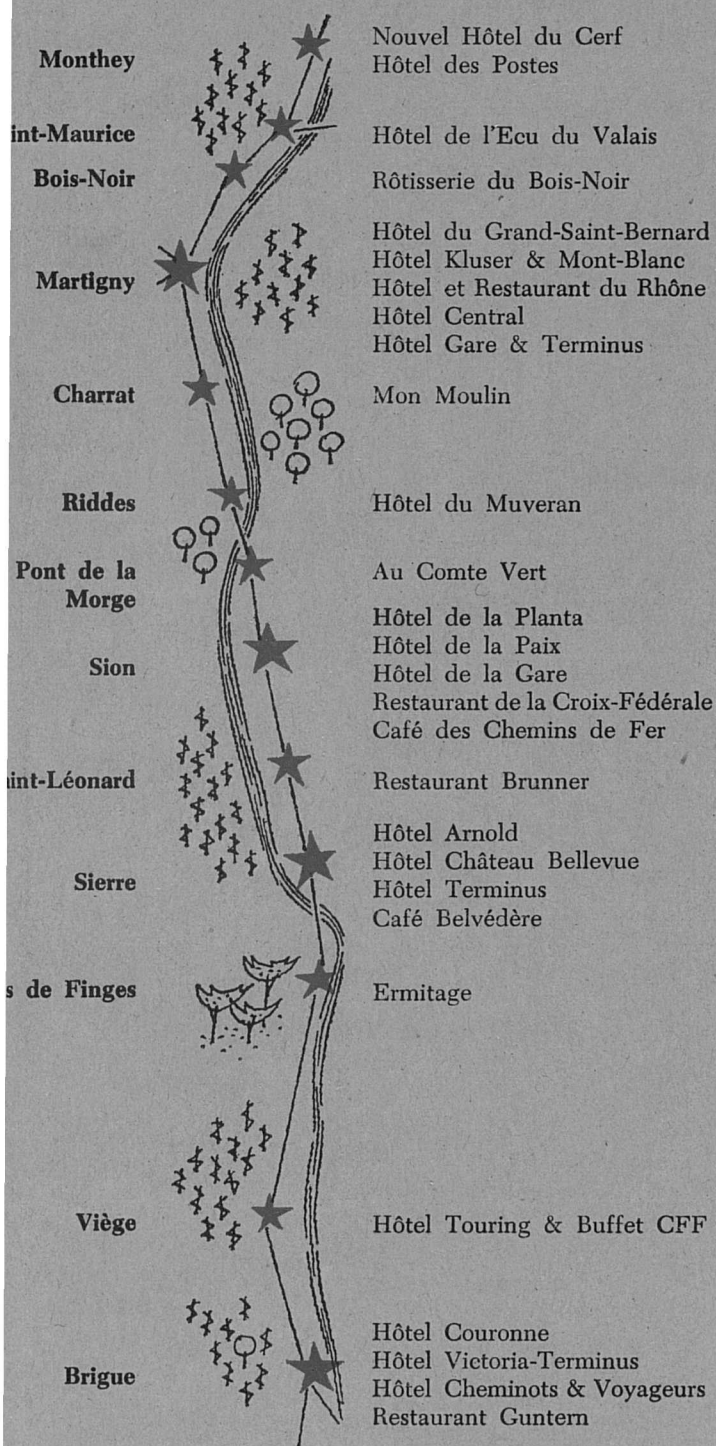 Monthey
Nouvel Hôtel du Cerf
Hôtel des Postes
int-Maurice
Hôtel de l'Ecu du Valais
Bois-Noir
Rôtisserie du Bois-Noir
Martigny
Hôtel du Grand-Saint-Bernard
Hôtel Kluser & Mont-Blanc
Hôtel et Restaurant du Rhône
Hôtel Central
Hôtel Gare & Terminus
Charrat
Mon Moulin
Riddes
Hôtel du Muveran
Pont de la
Morge
Au Comte Vert
Sion
Hôtel de la Planta
Hôtel de la Paix
Hôtel de la Gare
Restaurant de la Croix-Fédérale
Café des Chemins de Fer
int-Léonard
Restaurant Brunner
Sierre
Hôtel Arnold
Hôtel Château Bellevue
Hôtel Terminus
Café Belvédère
s de Finges
Ermitage
Viège
Hôtel Touring & Buffet CFF
Brigue
Hôtel Couronne
Hôtel Victoria-Terminus
Hôtel Cheminots & Voyageurs
Restaurant Guntern